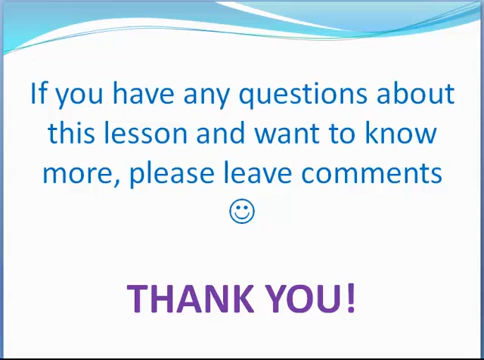 If you have any questions about
this lesson and want to know
more, please leave comments
☺
THANK YOU!